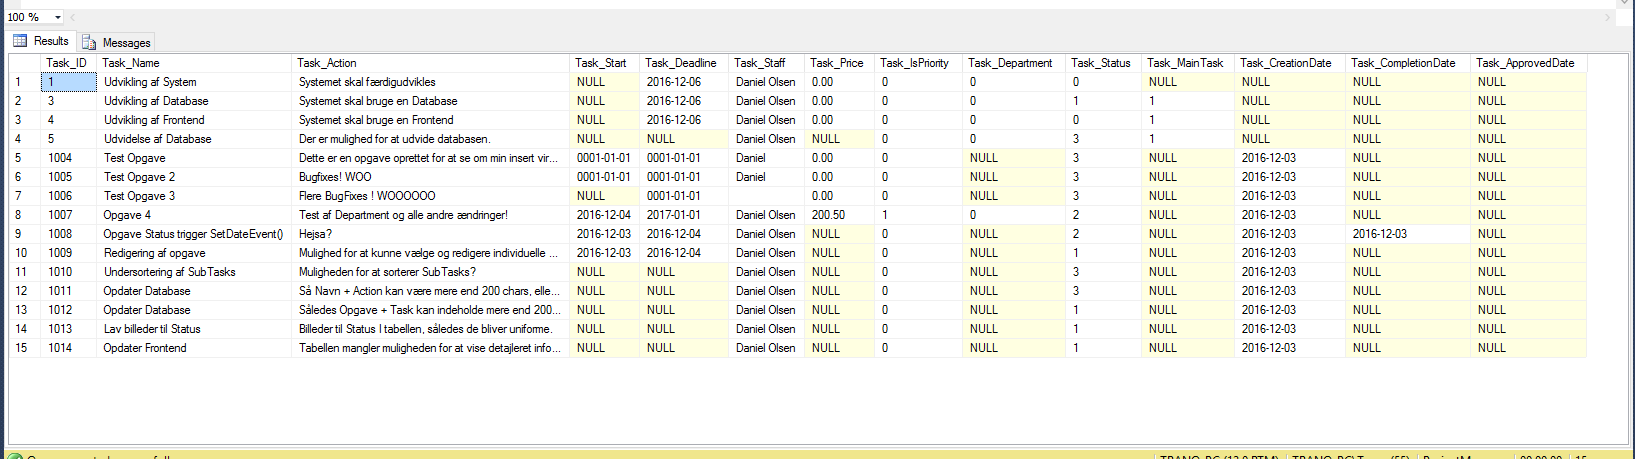 100 %
Results Messages
Task_ID Task_Name Task_Action Task_Start Task_Deadline Task_Staff Task_Price Task_IsPriority Task_Department Task_Status Task_MainTask Task_CreationDate Task_CompletionDate Task_ApprovedDate
1 1 Udvikling af System Systemet skal færdigudvikles NULL 2016-12-06 Daniel Olsen 0.00 0 0 0 NULL NULL NULL NULL
2 3 Udvikling af Database Systemet skal bruge en Database NULL 2016-12-06 Daniel Olsen 0.00 0 0 1 1 NULL NULL NULL
3 4 Udvikling af Frontend Systemet skal bruge en Frontend NULL 2016-12-06 Daniel Olsen 0.00 0 0 0 1 NULL NULL NULL
4 5 Udvidelse af Database Der er mulighed for at udvide databasen. NULL NULL Daniel Olsen NULL 0 0 3 1 NULL NULL NULL
5 1004 Test Opgave Dette er en opgave oprettet for at se om min insert vir... 0001-01-01 0001-01-01 Daniel 0.00 0 NULL 3 NULL 2016-12-03 NULL NULL
6 1005 Test Opgave 2 Bugfixes! WOO 0001-01-01 0001-01-01 Daniel 0.00 0 NULL 3 NULL 2016-12-03 NULL NULL
7 1006 Test Opgave 3 Flere BugFixes ! WOOOOOO NULL 0001-01-01 0.00 0 NULL 3 NULL 2016-12-03 NULL NULL
8 1007 Opgave 4 Test af Department og alle andre ændringer! 2016-12-04 2017-01-01 Daniel Olsen 200.50 1 0 2 NULL 2016-12-03 NULL NULL
9 1008 Opgave Status trigger SetDateEvent() Hejsa? 2016-12-03 2016-12-04 Daniel Olsen NULL 0 NULL 2 NULL 2016-12-03 2016-12-03 NULL
10 1009 Redigering af opgave Mulighed for at kunne vælge og redigere individuelle ... 2016-12-03 2016-12-04 Daniel Olsen NULL 0 NULL 1 NULL 2016-12-03 NULL NULL
11 1010 Undersortering af SubTasks Muligheden for at sorterer SubTasks? NULL NULL Daniel Olsen NULL 0 NULL 3 NULL 2016-12-03 NULL NULL
12 1011 Opdater Database Så Navn + Action kan være mere end 200 chars, elle... NULL NULL Daniel Olsen NULL 0 NULL 3 NULL 2016-12-03 NULL NULL
13 1012 Opdater Database Således Opgave + Task kan indeholde mere end 200... NULL NULL Daniel Olsen NULL 0 NULL 1 NULL 2016-12-03 NULL NULL
14 1013 Lav billeder til Status Billeder til Status I tabellen, således de bliver uniforme. NULL NULL Daniel Olsen NULL 0 NULL 1 NULL 2016-12-03 NULL NULL
15 1014 Opdater Frontend Tabellen mangler muligheden for at vise detaljeret info... NULL NULL Daniel Olsen NULL 0 NULL 1 NULL 2016-12-03 NULL NULL